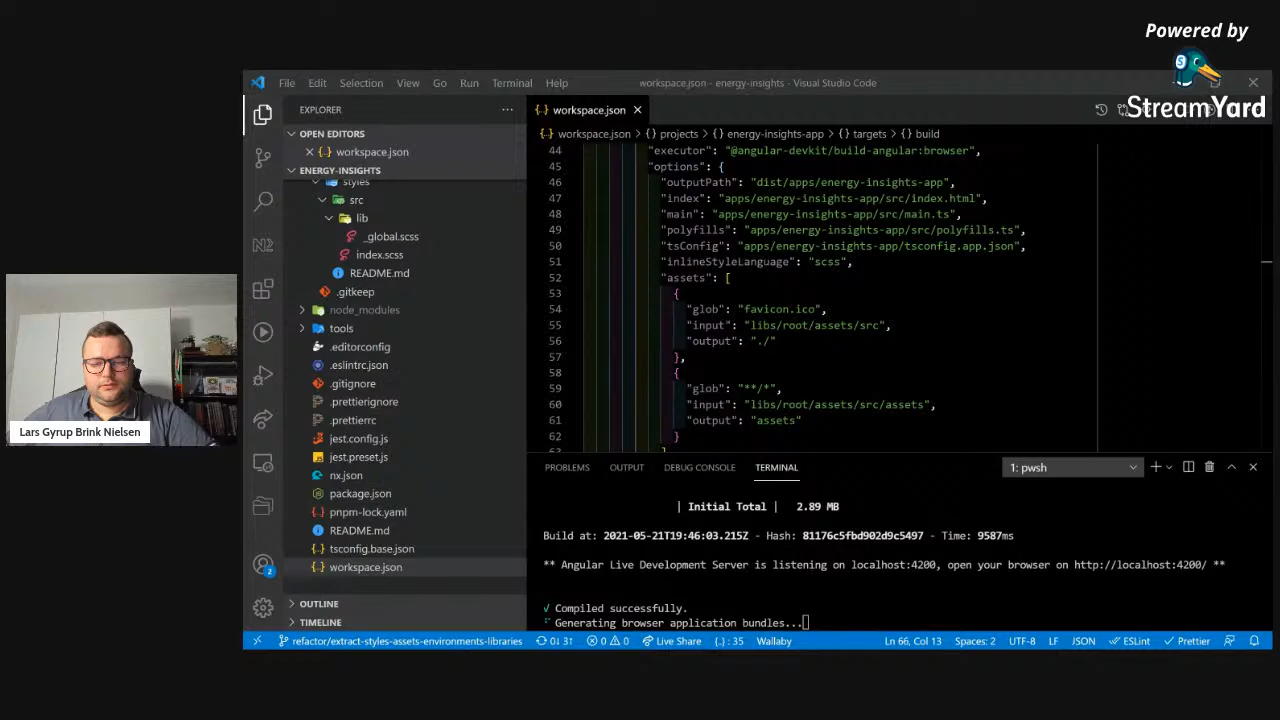 Powered by
StreamYard
File Edit Selection View Go Run Terminal Help
workspace.json - energy-insights - Visual Studio Code
EXPLORER
workspace.json
OPEN EDITORS
workspace.json
ENERGY-INSIGHTS
styles
src
lib
_global.scss
index.scss
README.md
.gitkeep
node_modules
tools
.editorconfig
.eslintrc.json
.gitignore
.prettierignore
.prettierrc
jest.config.js
jest.preset.js
nx.json
package.json
pnpm-lock.yaml
README.md
tsconfig.base.json
workspace.json
OUTLINE
TIMELINE
workspace.json > {} projects > {} energy-insights-app > {} targets > {} build
44 "executor": "@angular-devkit/build-angular:browser",
45 "options": {
46 "outputPath": "dist/apps/energy-insights-app",
47 "index": "apps/energy-insights-app/src/index.html",
48 "main": "apps/energy-insights-app/src/main.ts",
49 "polyfills": "apps/energy-insights-app/src/polyfills.ts",
50 "tsConfig": "apps/energy-insights-app/tsconfig.app.json",
51 "inlineStyleLanguage": "scss",
52 "assets": [
53 {
54 "glob": "favicon.ico",
55 "input": "libs/root/assets/src",
56 "output": "./"
57 },
58 {
59 "glob": "**/*",
60 "input": "libs/root/assets/src/assets",
61 "output": "assets"
62 }
PROBLEMS OUTPUT DEBUG CONSOLE TERMINAL 1: pwsh
| Initial Total | 2.89 MB
Build at: 2021-05-21T19:46:03.215Z - Hash: 81176c5fbd902d9c5497 - Time: 9587ms
** Angular Live Development Server is listening on localhost:4200, open your browser on http://localhost:4200/ **
√ Compiled successfully.
Generating browser application bundles...
2
refactor/extract-styles-assets-environments-libraries 0↓ 3↑ 0 0 Live Share {..} : 35 Wallaby Ln 66, Col 13 Spaces: 2 UTF-8 LF JSON ESLint Prettier
Lars Gyrup Brink Nielsen